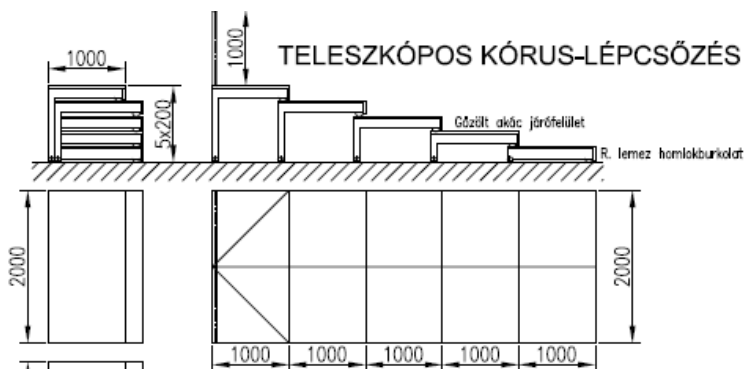 1000
1000
TELESZKÓPOS KÓRUS-LÉPCSŐZÉS
5x200
Gőzölt akác járófelület
R. lemez homlokburkolat
2000
2000
1000 1000 1000 1000 1000